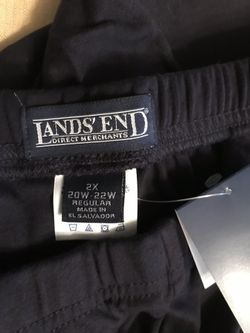 LANDS' END
DIRECT MERCHANTS
2X
20W-22W
REGULAR
MADE IN
EL SALVADOR